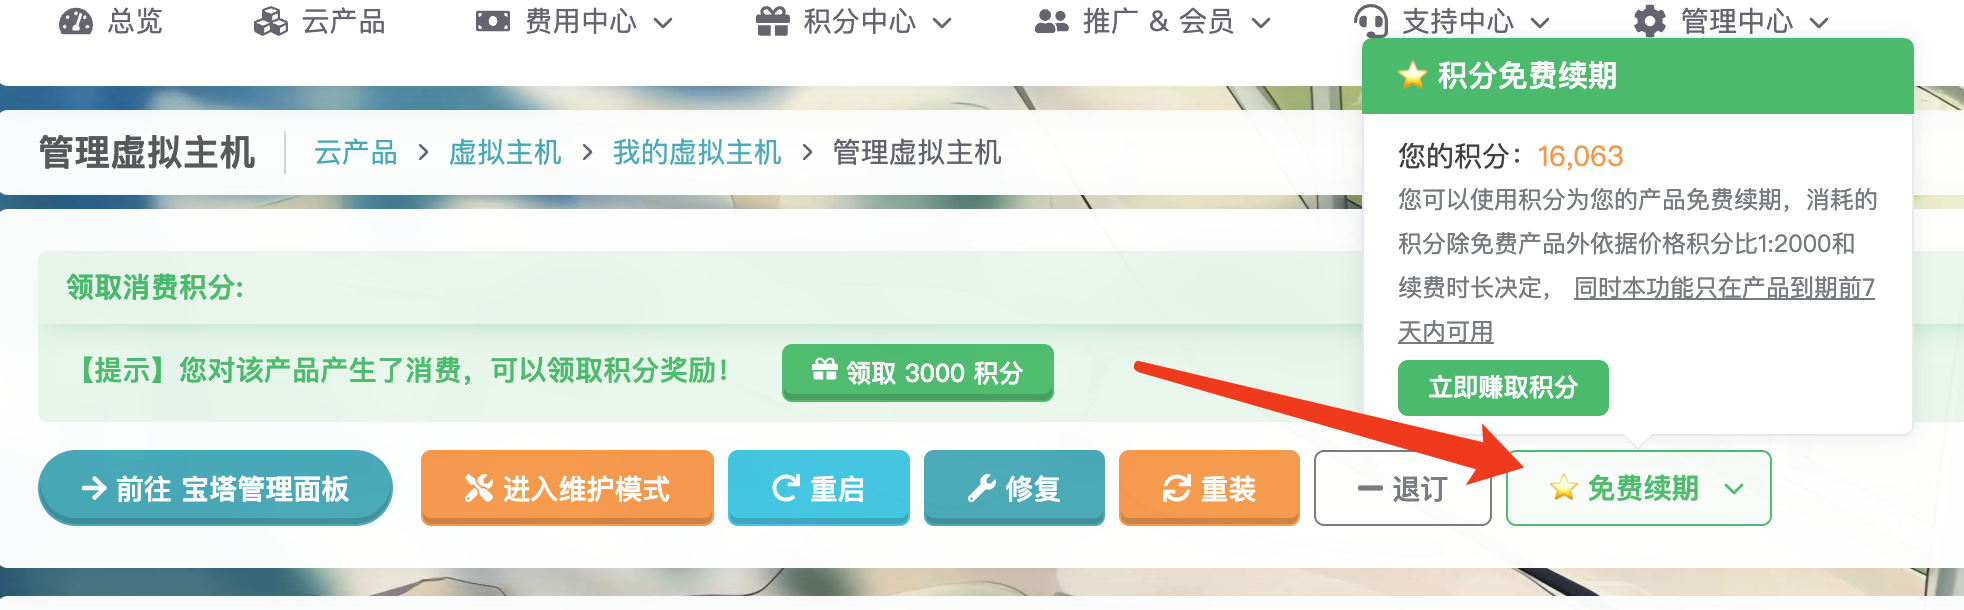 总览 云产品 费用中心 积分中心 推广 & 会员 支持中心 管理中心
积分免费续期
管理虚拟主机 云产品 > 虚拟主机 > 我的虚拟主机 > 管理虚拟主机
您的积分：16,063
您可以使用积分为您的产品免费续期，消耗的
积分除免费产品外依据价格积分比1:2000和
续费时长决定， 同时本功能只在产品到期前7
天内可用
立即赚取积分
领取消费积分:
【提示】您对该产品产生了消费，可以领取积分奖励！ 领取 3000 积分
前往 宝塔管理面板 进入维护模式 重启 修复 重装 退订 免费续期